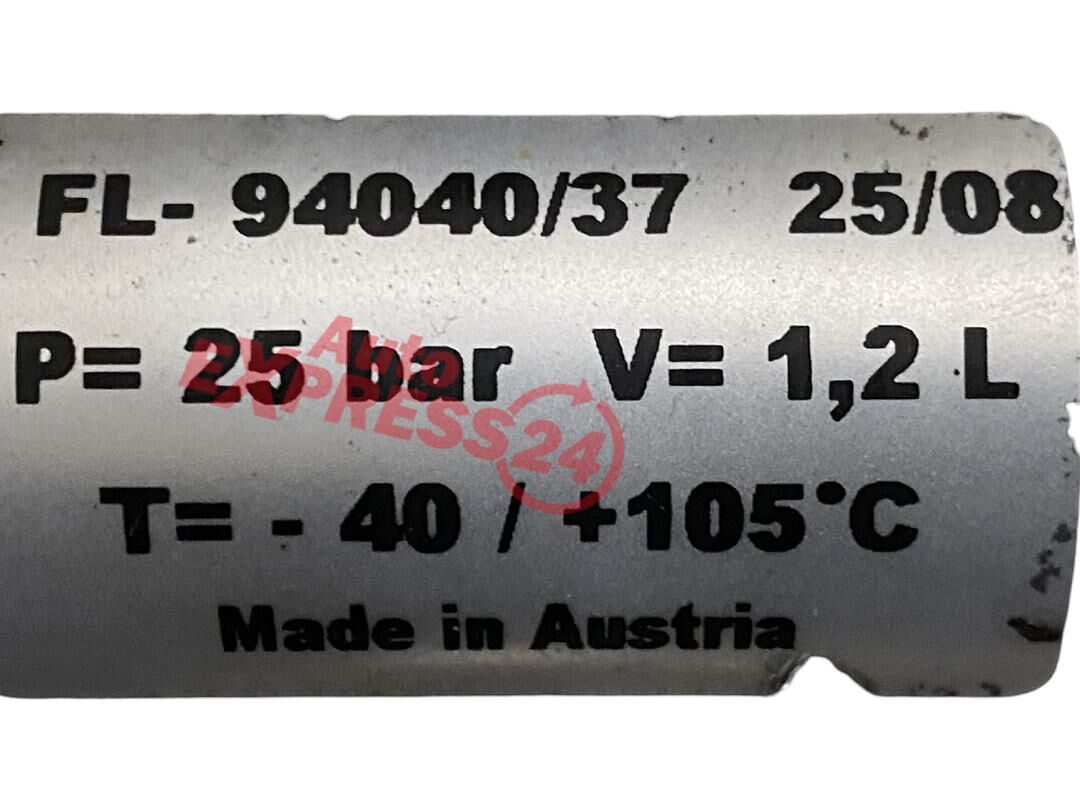 FL- 94040/37 25/08
P= 25 bar V= 1,2 L
Auto
EXPRESS24
T= - 40 / +105°C
Made in Austria